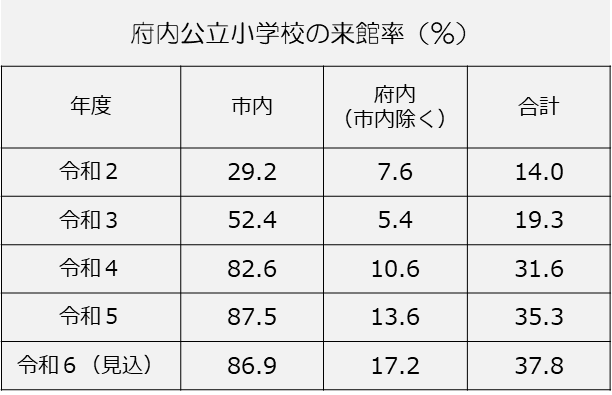 府内公立小学校の来館率（％）
年度 市内 府内
（市内除く） 合計
令和２ 29.2 7.6 14.0
令和３ 52.4 5.4 19.3
令和４ 82.6 10.6 31.6
令和５ 87.5 13.6 35.3
令和６（見込） 86.9 17.2 37.8